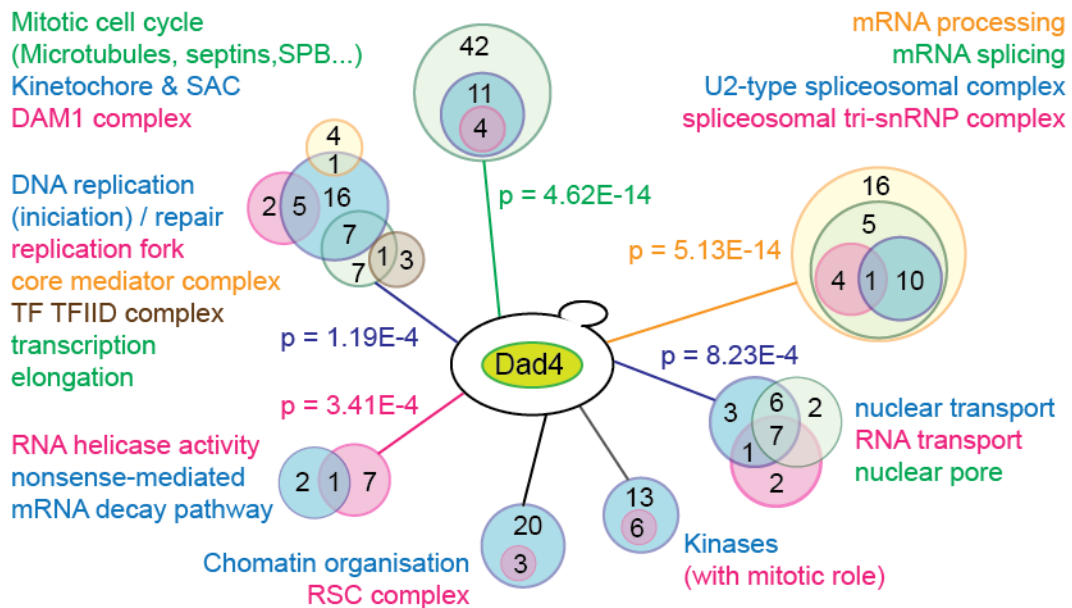 Mitotic cell cycle
(Microtubules, septins,SPB...)
Kinetochore & SAC
DAM1 complex
42
11
4
p = 4.62E-14
mRNA processing
mRNA splicing
U2-type spliceosomal complex
spliceosomal tri-snRNP complex
16
5
4 1 10
p = 5.13E-14
DNA replication
(iniciation) / repair
replication fork
core mediator complex
TF TFIID complex
transcription
elongation
4
1
2 5 16
7
7 1 3
p = 1.19E-4
Dad4
p = 8.23E-4
3 6 2
7
1
2
nuclear transport
RNA transport
nuclear pore
p = 3.41E-4
RNA helicase activity
nonsense-mediated
mRNA decay pathway
2 1 7
Chromatin organisation
RSC complex
20
3
13
6
Kinases
(with mitotic role)